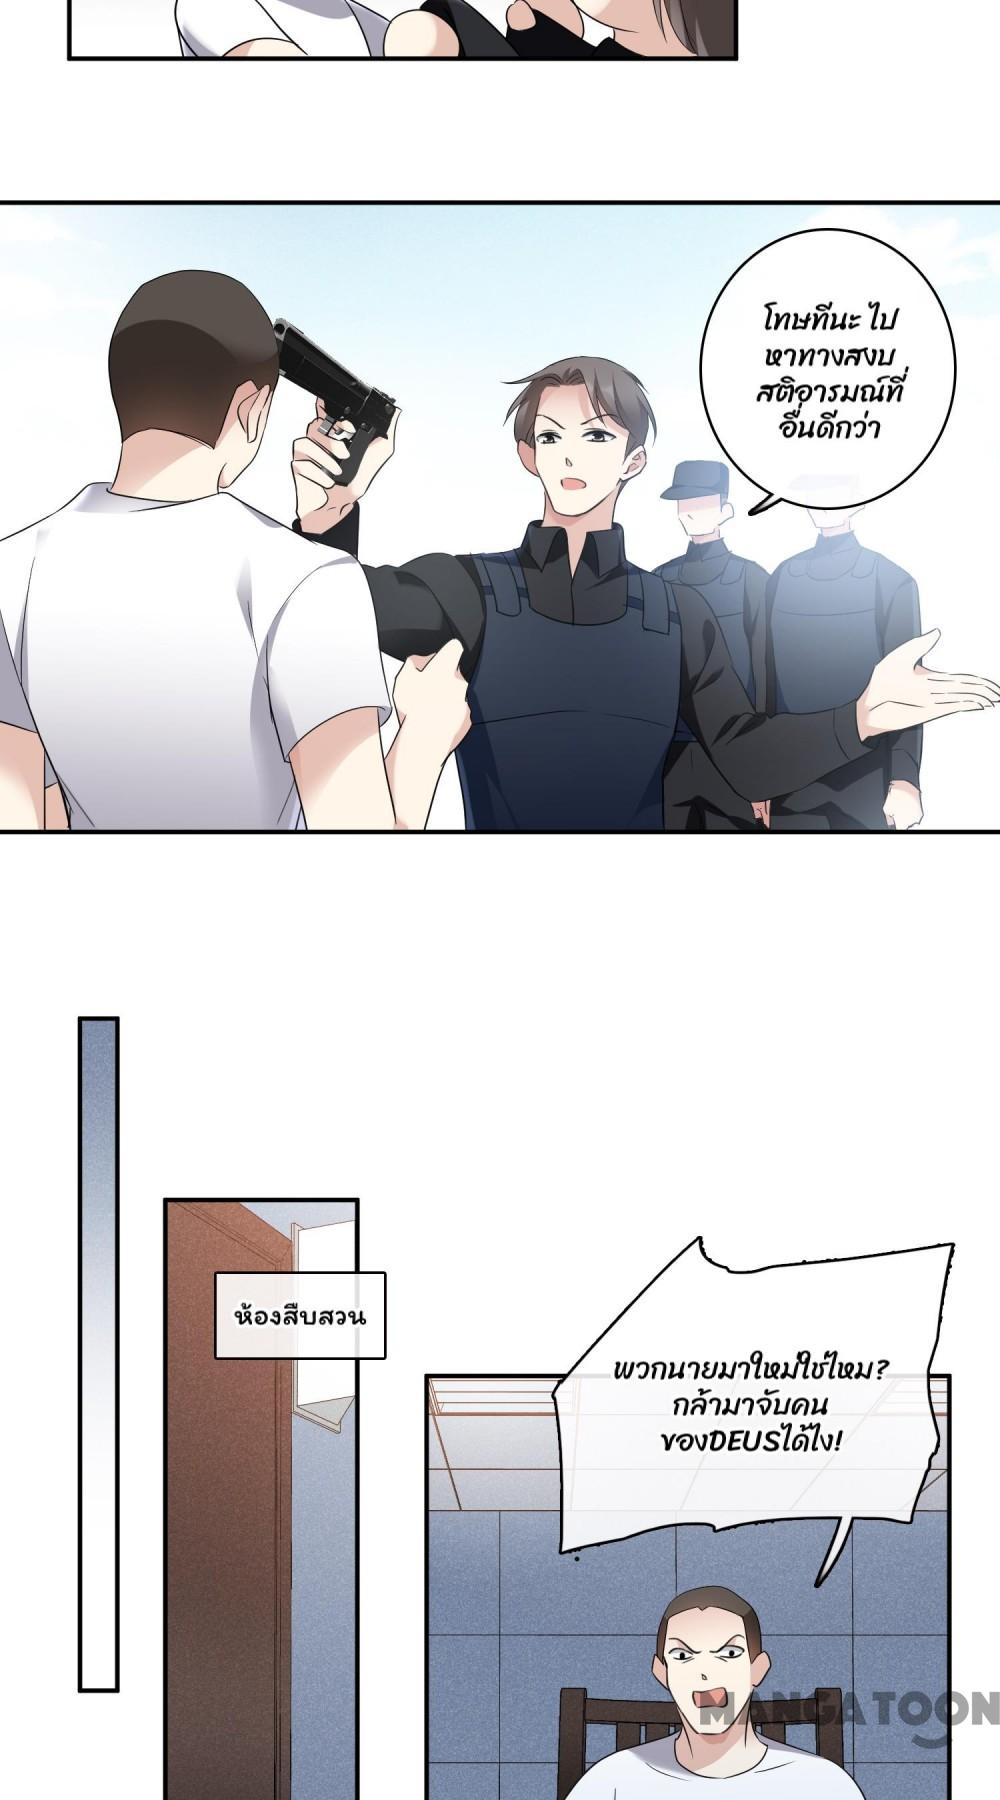 โทษทีนะ ไป
หาทางสงบ
สติอารมณ์ที่
อื่นดีกว่า
ห้องสืบสวน
พวกนายมาใหม่ใช่ไหม?
กล้ามาจับคน
ของDEUSได้ไง!
MANGATOON